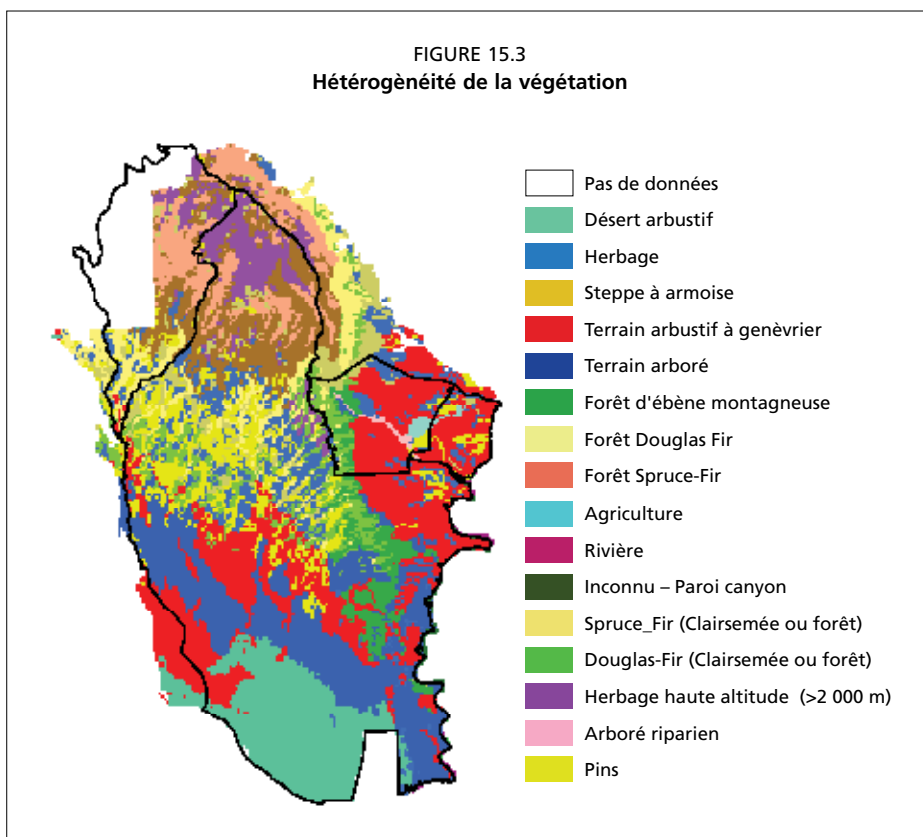 FIGURE 15.3
Hétérogènéité de la végétation
Pas de données
Désert arbustif
Herbage
Steppe à armoise
Terrain arbustif à genèvrier
Terrain arboré
Forêt d'ébène montagneuse
Forêt Douglas Fir
Forêt Spruce-Fir
Agriculture
Rivière
Inconnu – Paroi canyon
Spruce_Fir (Clairsemée ou forêt)
Douglas-Fir (Clairsemée ou forêt)
Herbage haute altitude (>2 000 m)
Arboré riparien
Pins